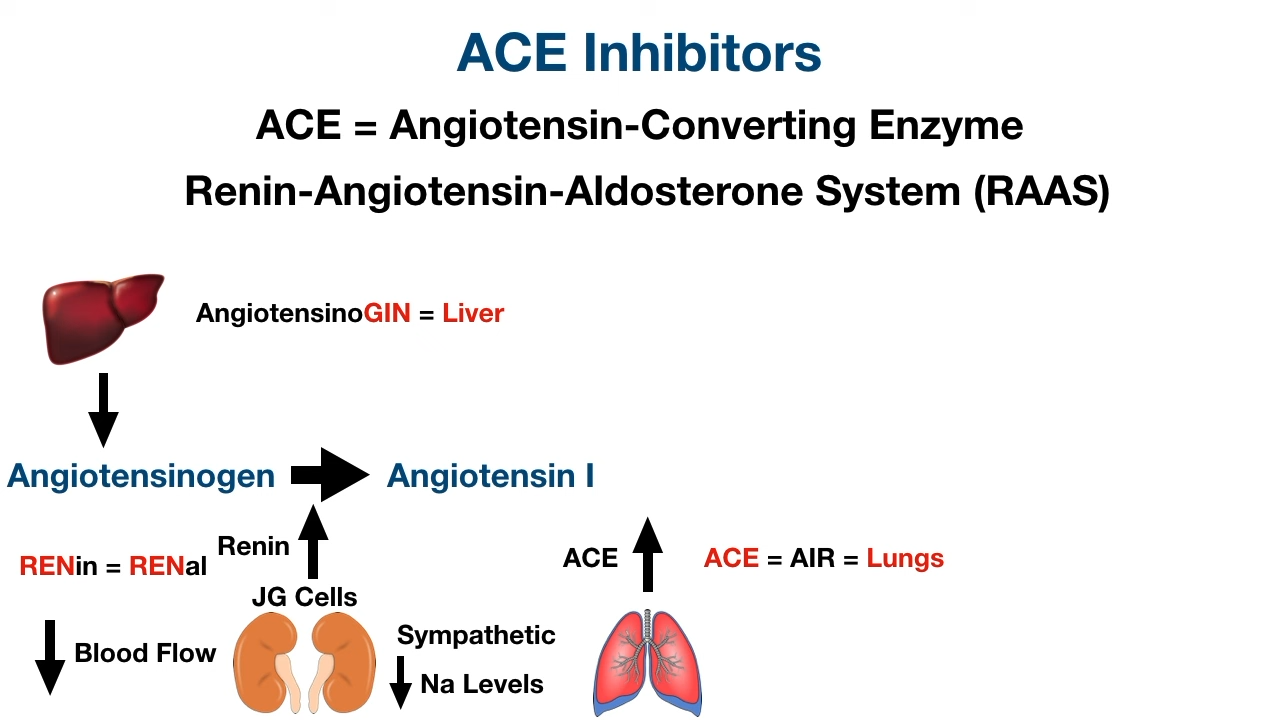 ACE Inhibitors
ACE = Angiotensin-Converting Enzyme
Renin-Angiotensin-Aldosterone System (RAAS)
AngiotensinoGIN = Liver
Angiotensinogen
Angiotensin I
Renin
RENin = RENal
JG Cells
Blood Flow
Sympathetic
Na Levels
ACE
ACE = AIR = Lungs